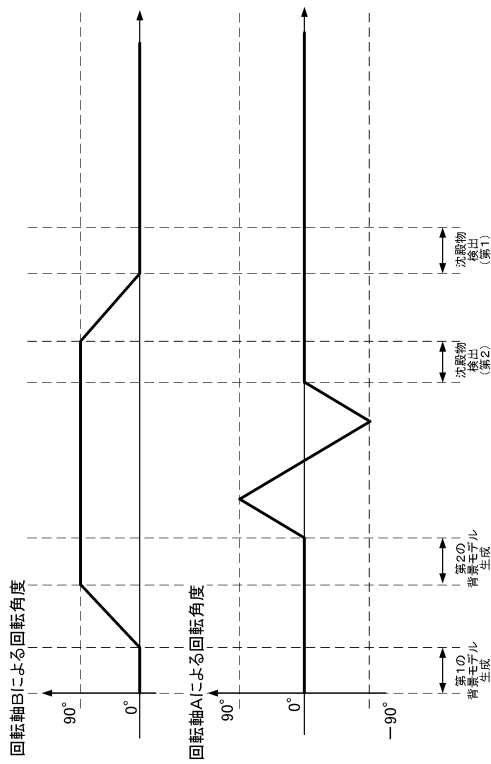 回転軸Bによる回転角度
90°
0°
回転軸Aによる回転角度
90°
0°
−90°
第1の
背景モデル
生成
第2の
背景モデル
生成
沈殿物
検出
(第2)
沈殿物
検出
(第1)